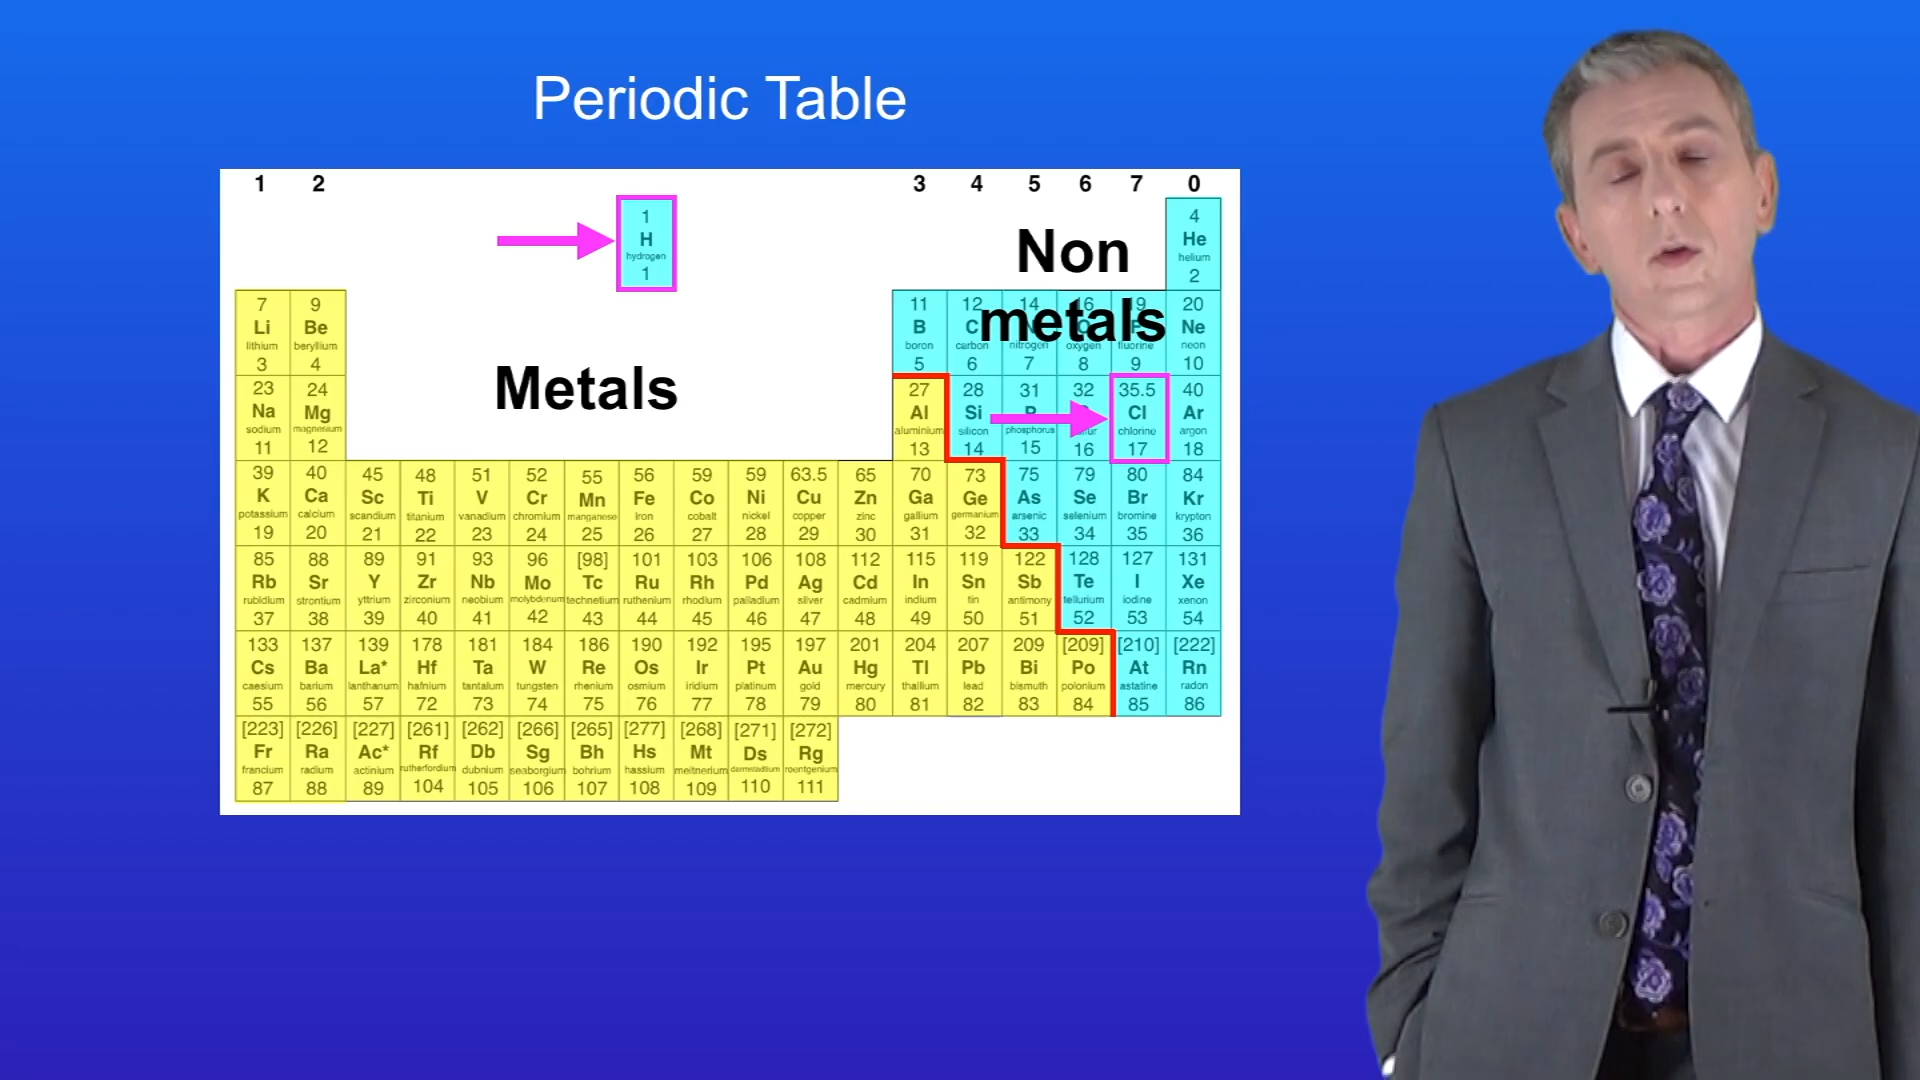 Periodic Table
1 2 3 4 5 6 7 0
1 4
H He
hydrogen helium
1 2
Non
metals
Metals
7 9 11 12 14 16 19 20
Li Be B C N O F Ne
lithium beryllium boron carbon nitrogen oxygen fluorine neon
3 4 5 6 7 8 9 10
23 24 27 28 31 32 35.5 40
Na Mg Al Si P Cl Ar
sodium magnesium aluminium silicon phosphorus chlorine argon
11 12 13 14 15 16 17 18
39 40 45 48 51 52 55 56 59 59 63.5 65 70 73 75 79 80 84
K Ca Sc Ti V Cr Mn Fe Co Ni Cu Zn Ga Ge As Se Br Kr
potassium calcium scandium titanium vanadium chromium manganese iron cobalt nickel copper zinc gallium germanium arsenic selenium bromine krypton
19 20 21 22 23 24 25 26 27 28 29 30 31 32 33 34 35 36
85 88 89 91 93 96 [98] 101 103 106 108 112 115 119 122 128 127 131
Rb Sr Y Zr Nb Mo Tc Ru Rh Pd Ag Cd In Sn Sb Te I Xe
rubidium strontium yttrium zirconium neobium molybdenum technetium ruthenium rhodium palladium silver cadmium indium tin antimony tellurium iodine xenon
37 38 39 40 41 42 43 44 45 46 47 48 49 50 51 52 53 54
133 137 139 178 181 184 186 190 192 195 197 201 204 207 209 [209] [210] [222]
Cs Ba La* Hf Ta W Re Os Ir Pt Au Hg Tl Pb Bi Po At Rn
caesium barium lanthanum hafnium tantalum tungsten rhenium osmium iridium platinum gold mercury thallium lead bismuth polonium astatine radon
55 56 57 72 73 74 75 76 77 78 79 80 81 82 83 84 85 86
[223] [226] [227] [261] [262] [266] [265] [277] [268] [271] [272]
Fr Ra Ac* Rf Db Sg Bh Hs Mt Ds Rg
francium radium actinium rutherfordium dubnium seaborgium bohrium hassium meitnerium darmstadtium roentgenium
87 88 89 104 105 106 107 108 109 110 111